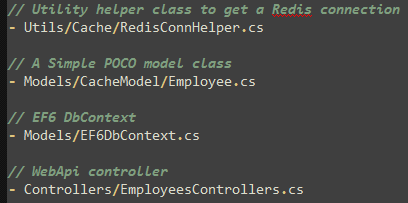 // Utility helper class to get a Redis connection
- Utils/Cache/RedisConnHelper.cs
// A Simple POCO model class
- Models/CacheModel/Employee.cs
// EF6 DbContext
- Models/EF6DbContext.cs
// WebApi controller
- Controllers/EmployeesControllers.cs